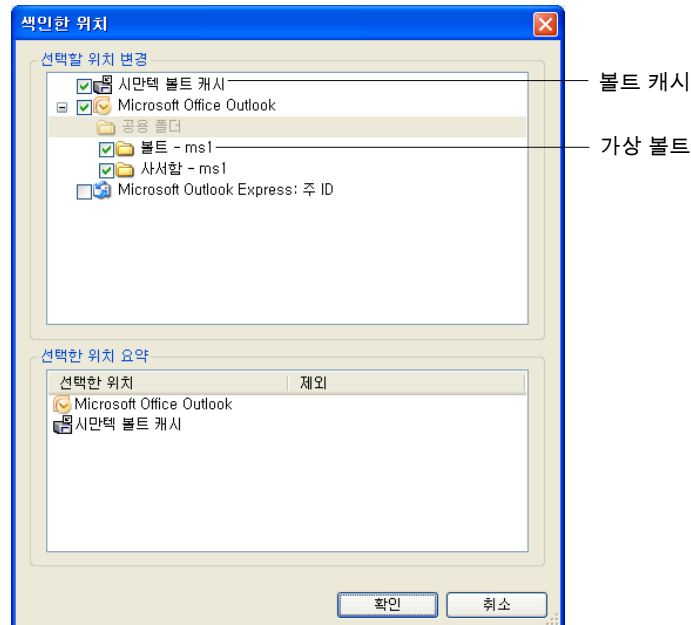 색인한 위치
선택할 위치 변경
시만텍 볼트 캐시
볼트 캐시
Microsoft Office Outlook
공용 폴더
볼트 - ms1
가상 볼트
사서함 - ms1
Microsoft Outlook Express: 주 ID
선택한 위치 요약
선택한 위치 제외
Microsoft Office Outlook
시만텍 볼트 캐시
확인 취소